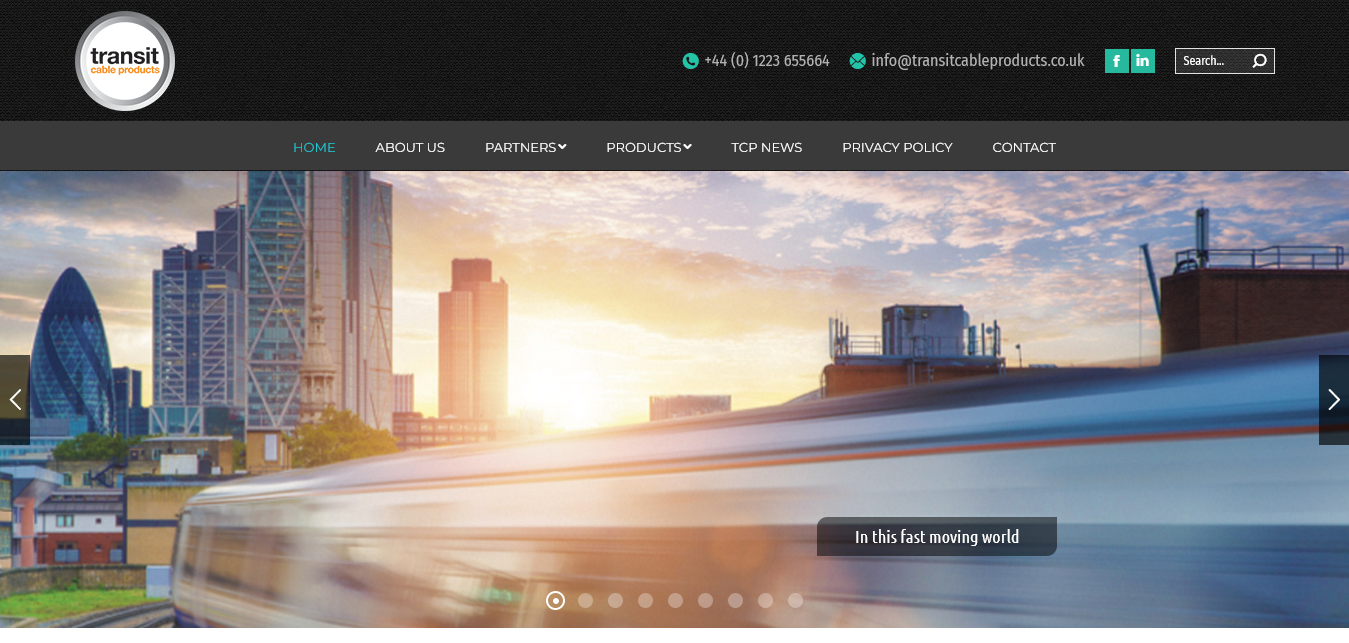 transit
cable products
+44 (0) 1223 655664
info@transitcableproducts.co.uk
f
in
Search...
HOME
ABOUT US
PARTNERS
PRODUCTS
TCP NEWS
PRIVACY POLICY
CONTACT
In this fast moving world